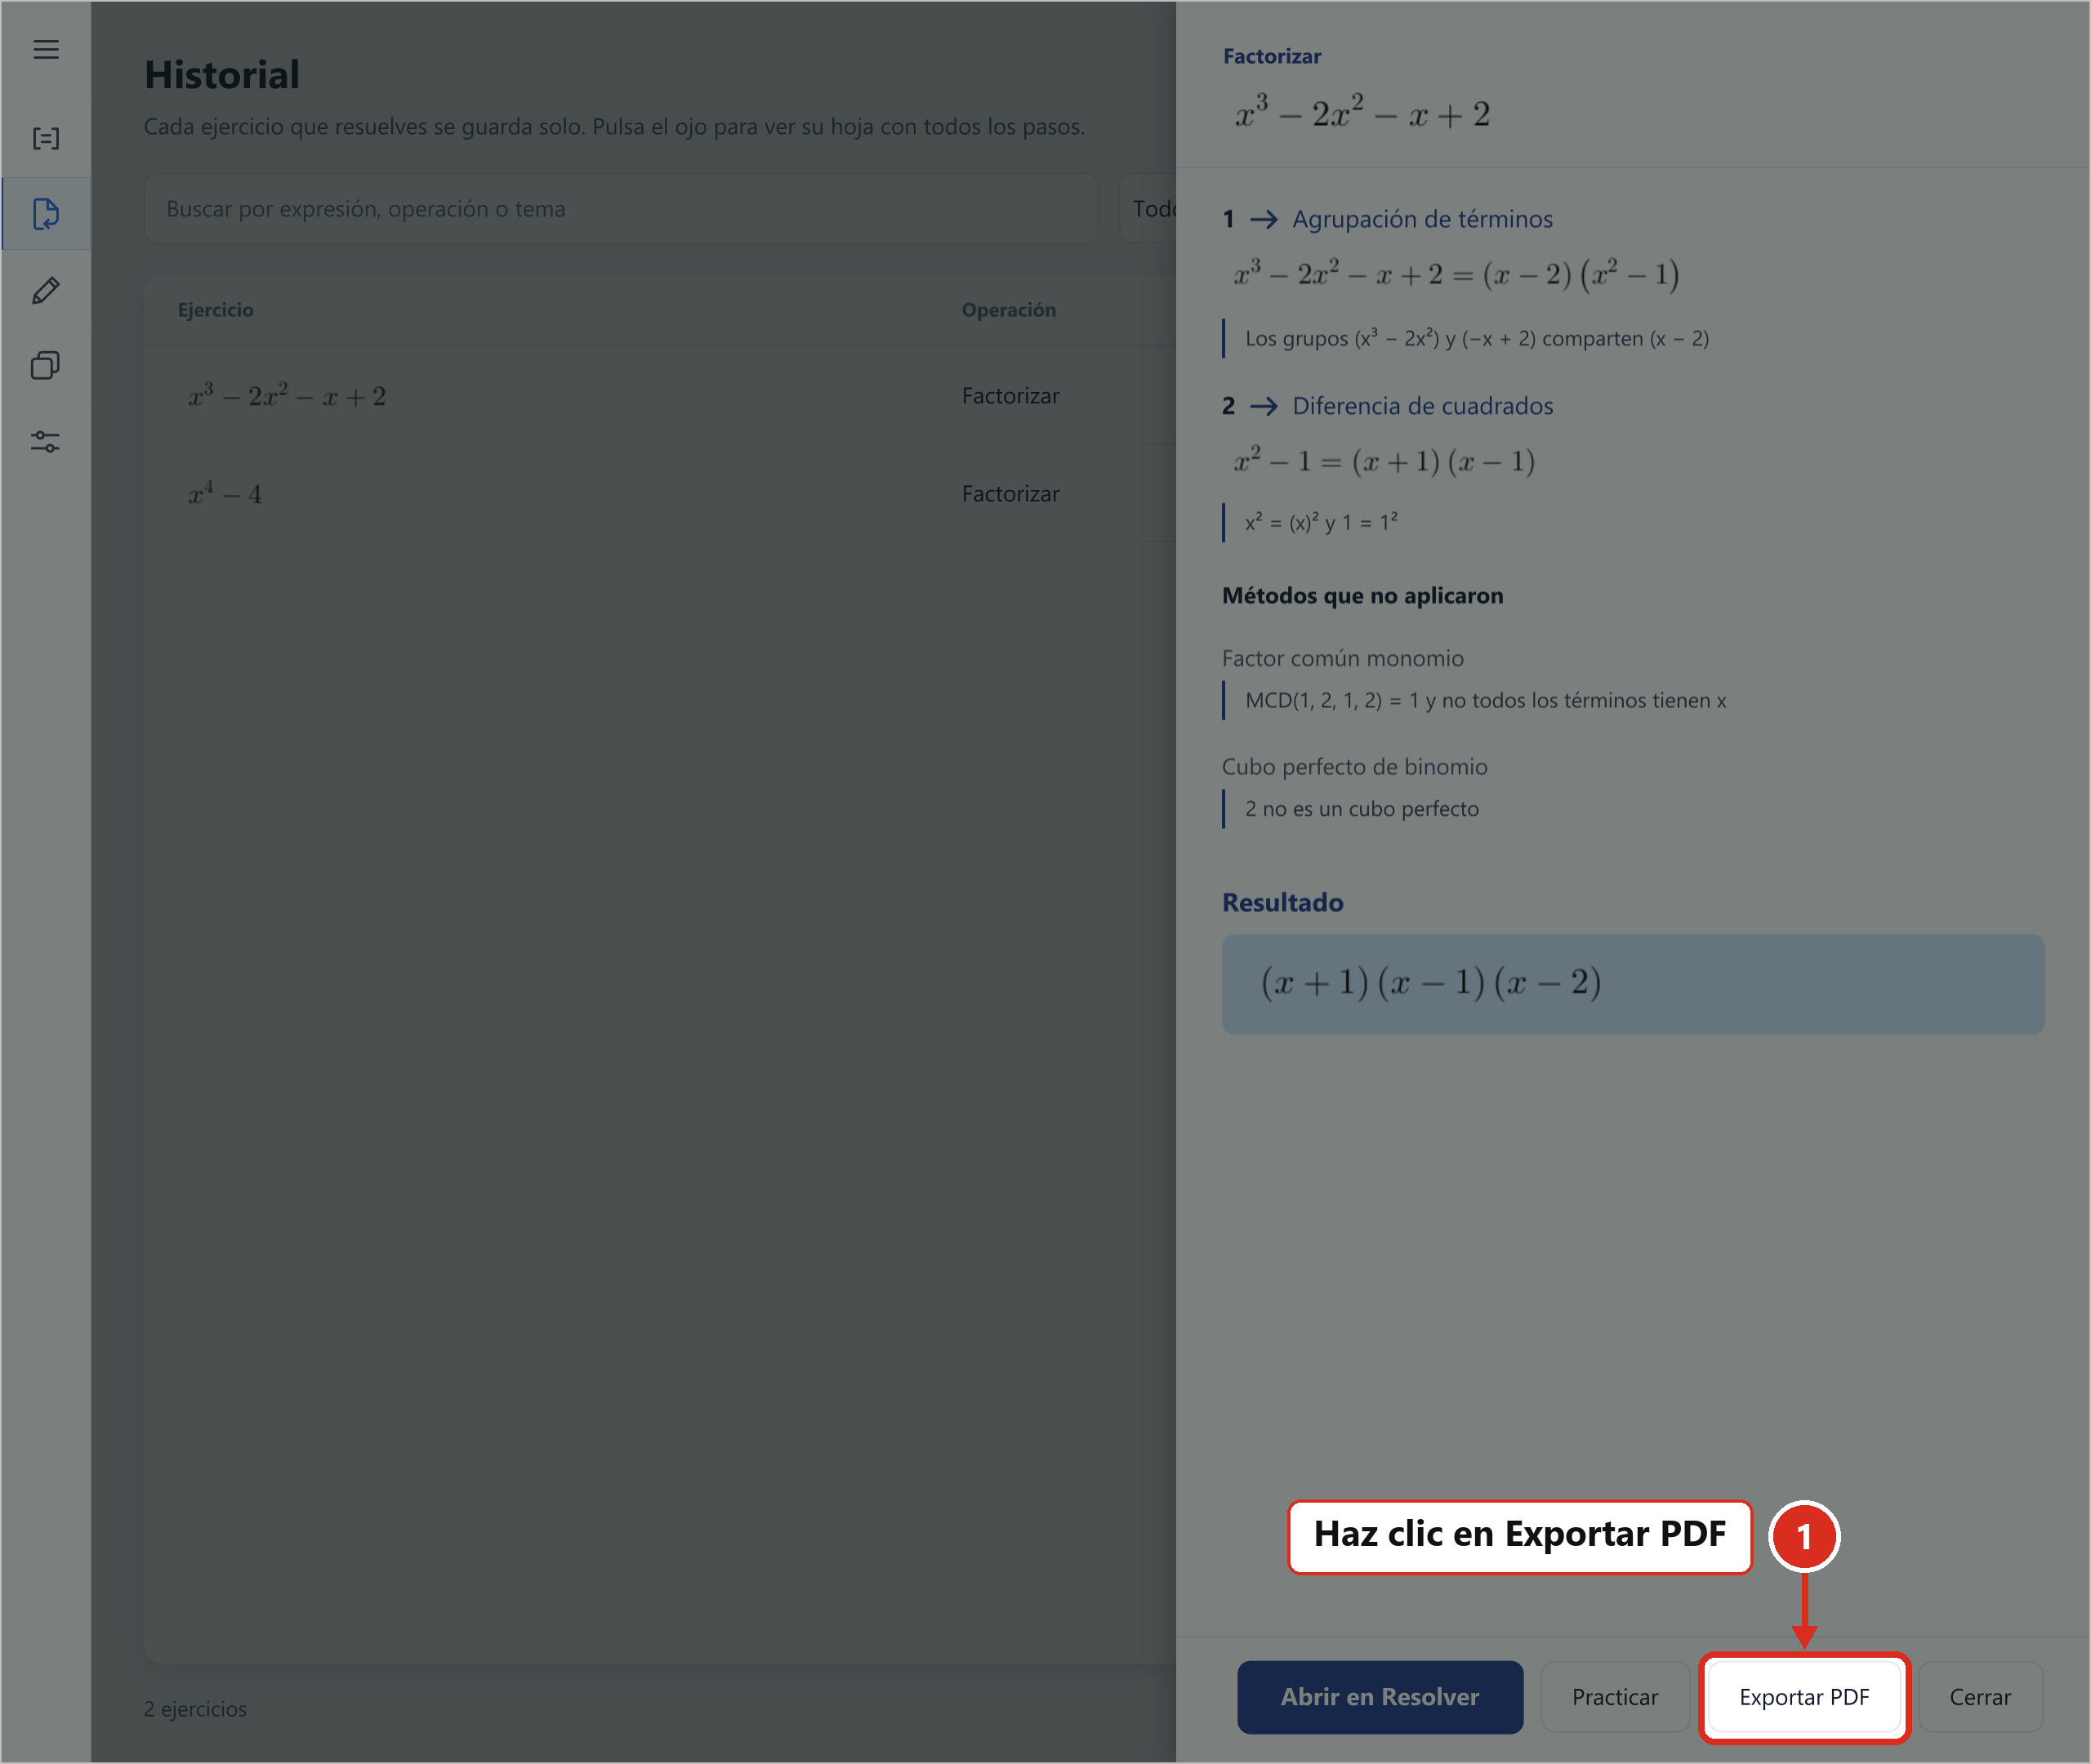 Historial
Cada ejercicio que resuelves se guarda solo. Pulsa el ojo para ver su hoja con todos los pasos.
Buscar por expresión, operación o tema
Ejercicio
Operación
x³ − 2x² − x + 2
Factorizar
x⁴ − 4
Factorizar
2 ejercicios
Factorizar
x³ − 2x² − x + 2
1 → Agrupación de términos
x³ − 2x² − x + 2 = (x − 2) (x² − 1)
Los grupos (x³ − 2x²) y (−x + 2) comparten (x − 2)
2 → Diferencia de cuadrados
x² − 1 = (x + 1) (x − 1)
x² = (x)² y 1 = 1²
Métodos que no aplicaron
Factor común monomio
MCD(1, 2, 1, 2) = 1 y no todos los términos tienen x
Cubo perfecto de binomio
2 no es un cubo perfecto
Resultado
(x + 1) (x − 1) (x − 2)
Haz clic en Exportar PDF
1
Abrir en Resolver
Practicar
Exportar PDF
Cerrar